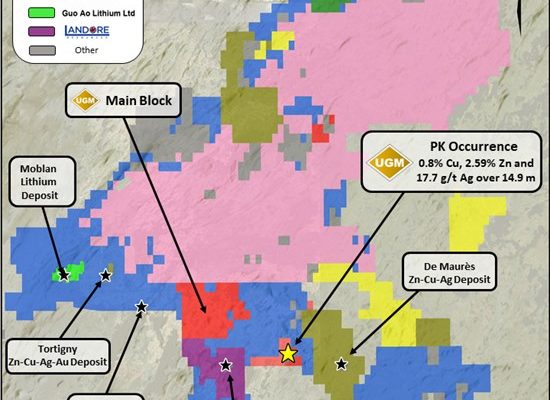 Guo Ao Lithium Ltd
LANDORE
RESOURCES
Other
UGM
Main Block
PK Occurrence
UGM
0.8% Cu, 2.59% Zn and
17.7 g/t Ag over 14.9 m
Moblan
Lithium
Deposit
De Maurès
Zn-Cu-Ag Deposit
Tortigny
Zn-Cu-Ag-Au Deposit